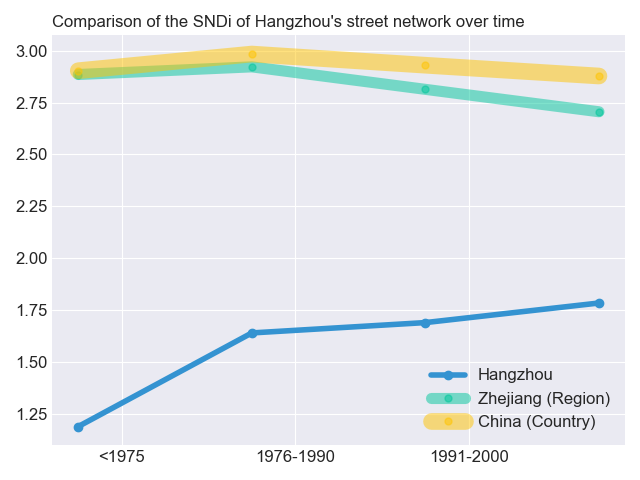 Comparison of the SNDi of Hangzhou's street network over time
3.00
2.75
2.50
2.25
2.00
1.75
1.50
1.25
Hangzhou
Zhejiang (Region)
China (Country)
<1975
1976-1990
1991-2000